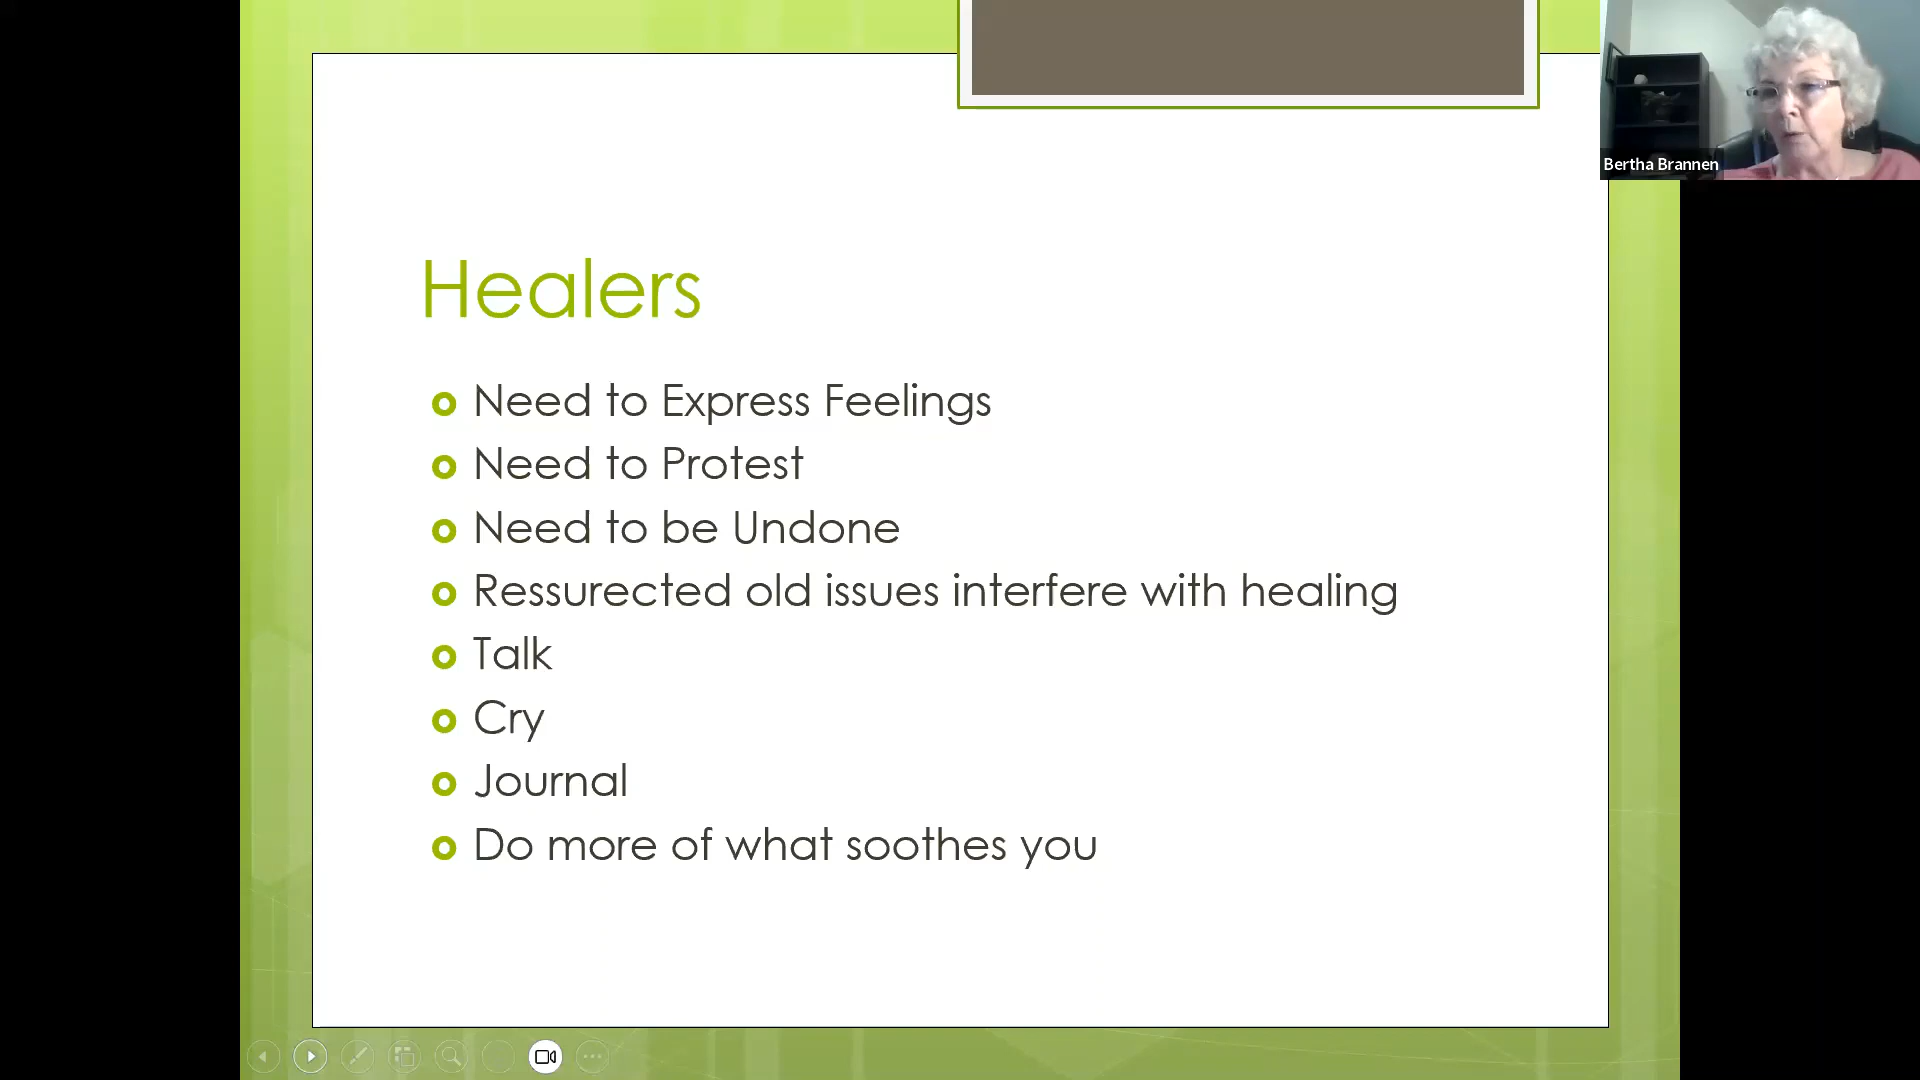 Bertha Brannen
Healers
Need to Express Feelings
Need to Protest
Need to be Undone
Ressurected old issues interfere with healing
Talk
Cry
Journal
Do more of what soothes you